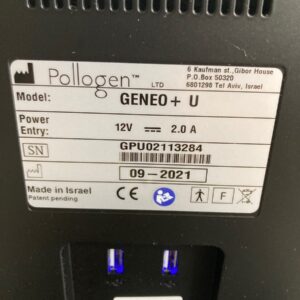 Pollogen™ LTD
6 Kaufman st.,Gibor House
P.O.Box 50320
6801298 Tel Aviv, Israel
Model: GENEO+ U
Power Entry: 12V 2.0 A
SN GPU02113284
09-2021
Made in Israel
Patent pending
CE
F